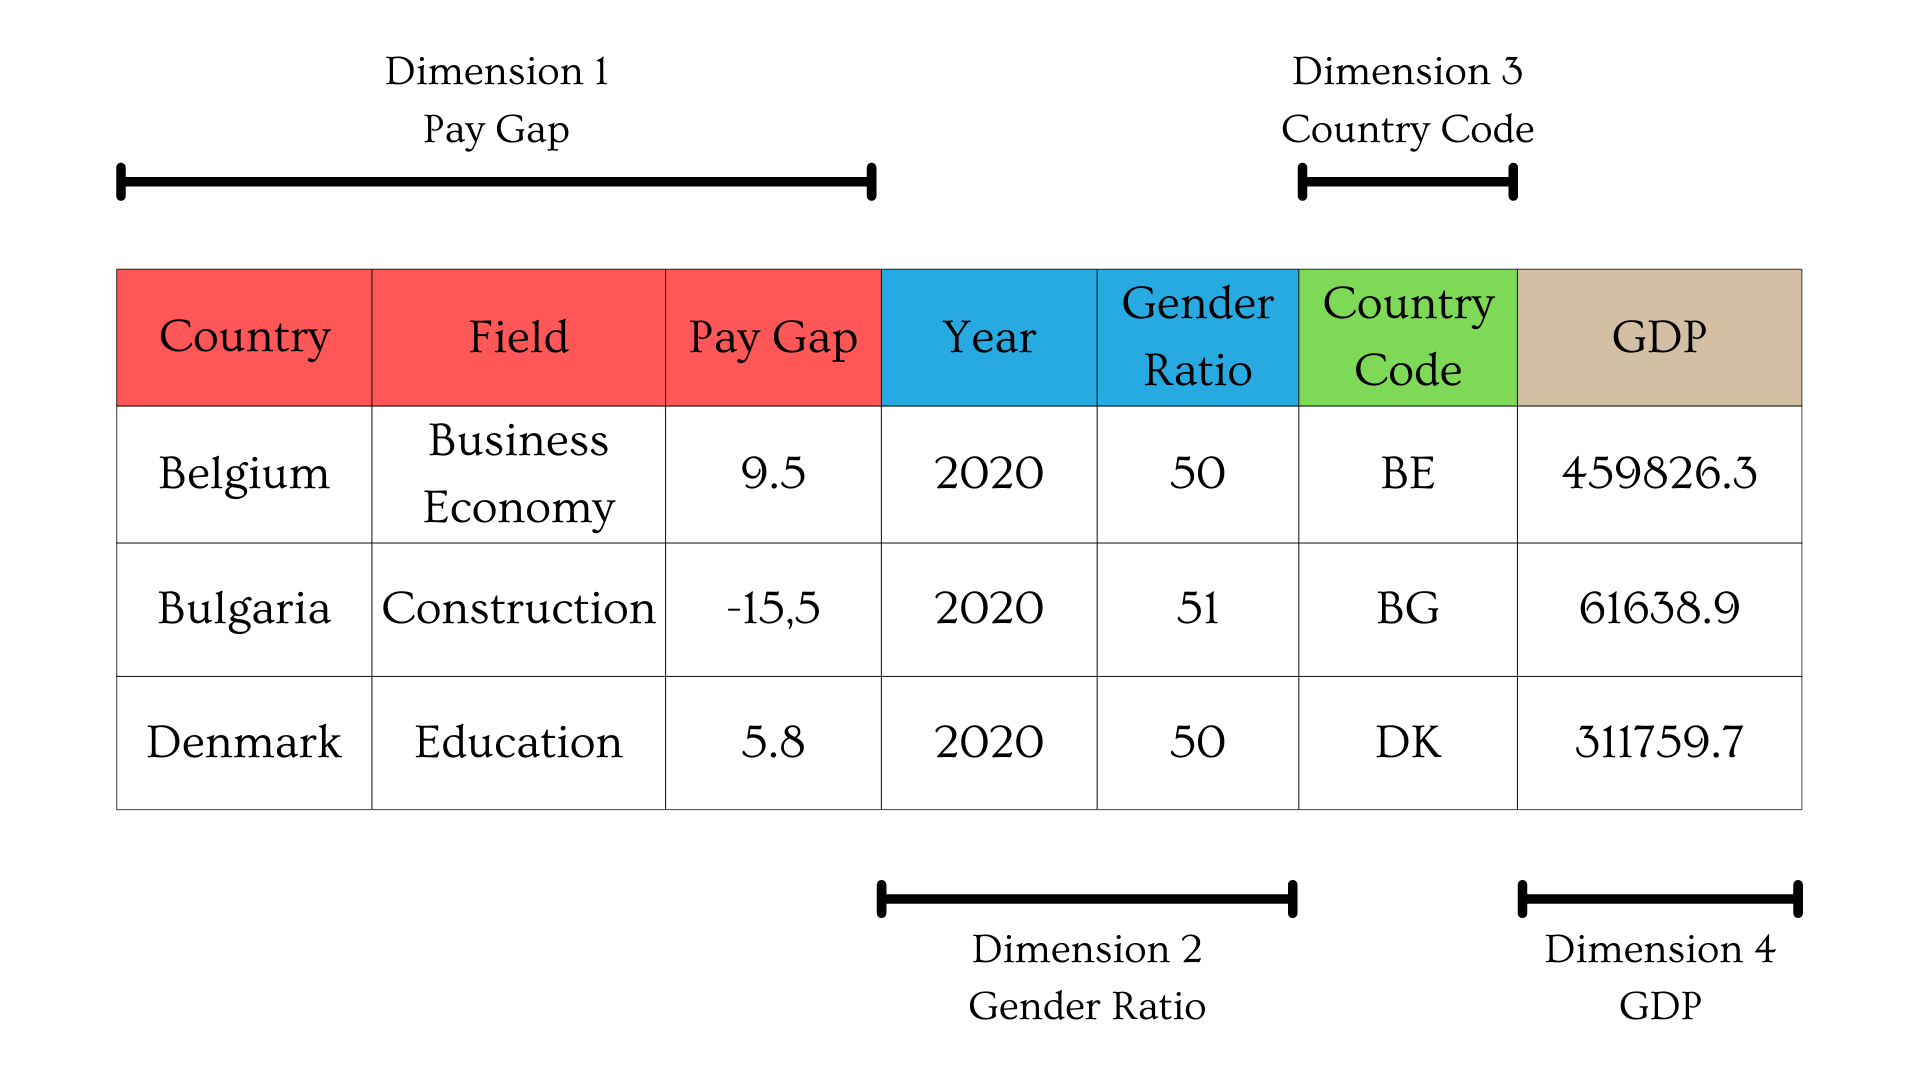 Dimension 1
Pay Gap
Dimension 3
Country Code
Country
Field
Pay Gap
Year
Gender
Ratio
Country
Code
GDP
Belgium
Business
Economy
9.5
2020
50
BE
459826.3
Bulgaria
Construction
-15,5
2020
51
BG
61638.9
Denmark
Education
5.8
2020
50
DK
311759.7
Dimension 2
Gender Ratio
Dimension 4
GDP